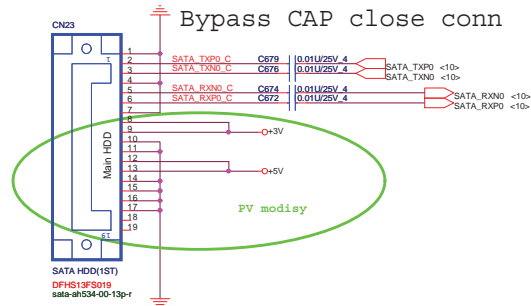 Bypass CAP close conn
CN23
1
1
2 SATA_TXP0_C C679 0.01U/25V_4 SATA_TXP0 <10>
3 SATA_TXN0_C C676 0.01U/25V_4 SATA_TXN0 <10>
4
5 SATA_RXN0_C C674 0.01U/25V_4 SATA_RXN0 <10>
6 SATA_RXP0_C C672 0.01U/25V_4 SATA_RXP0 <10>
7
8
9 +3V
10
11
12
13 +5V
14
15
16
17
18
19
19
Main HDD
PV modisy
SATA HDD(1ST)
DFHS13FS019
sata-ah534-00-13p-r